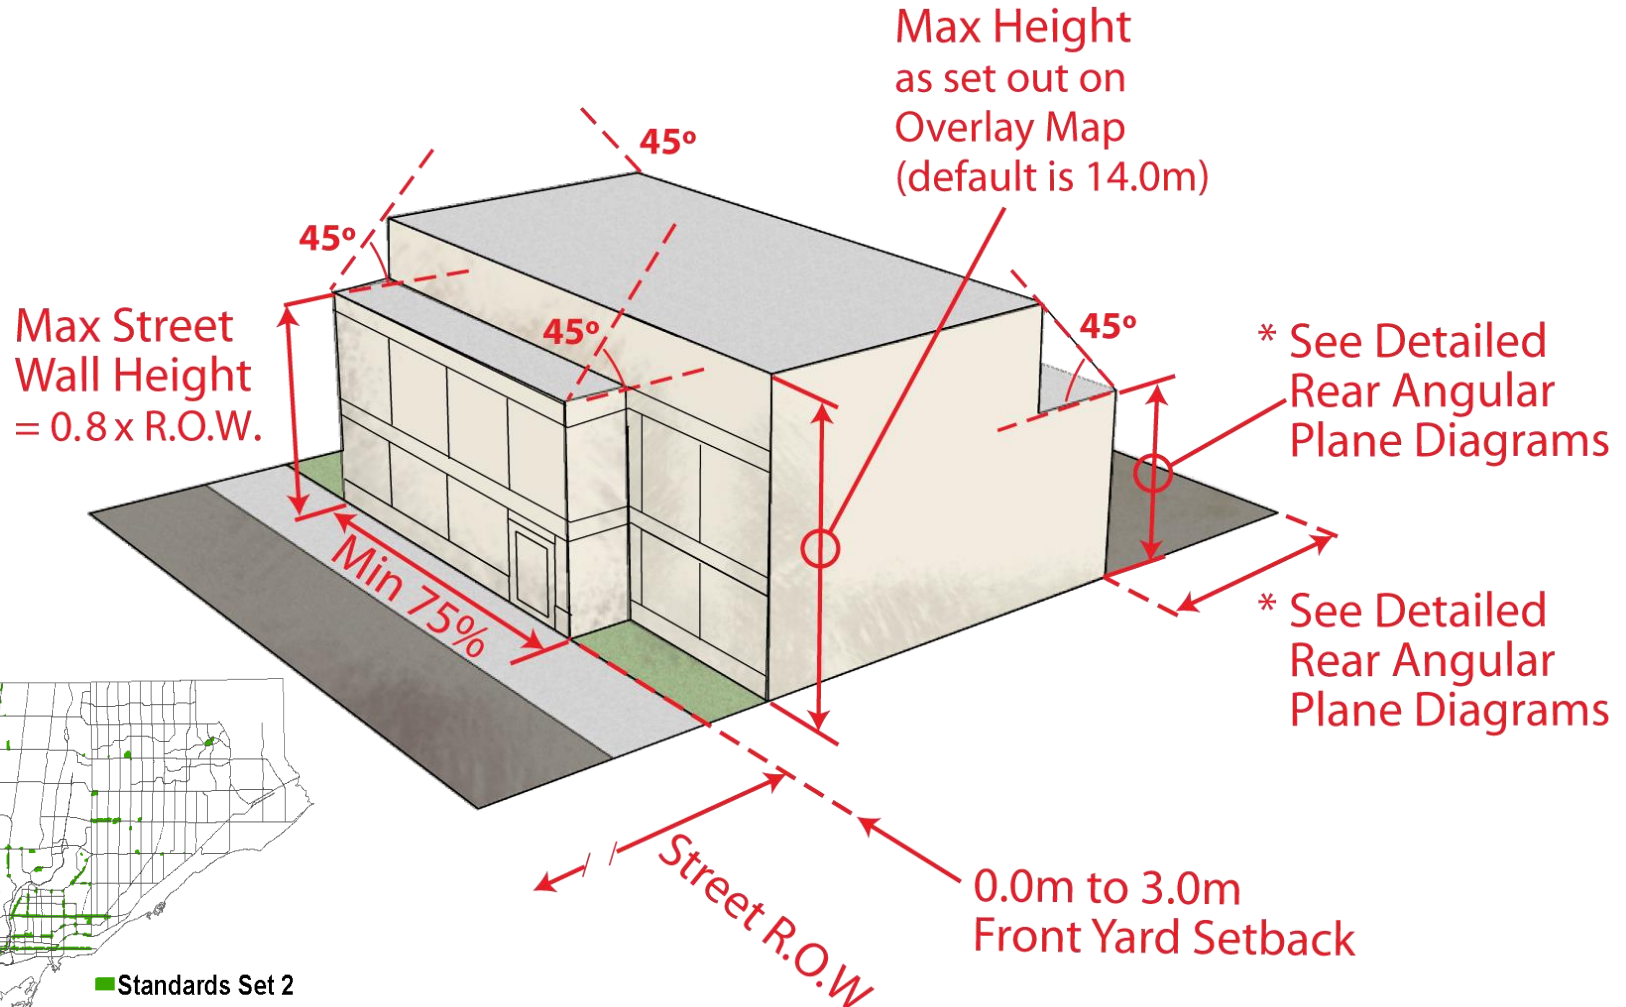 Max Height
as set out on
Overlay Map
(default is 14.0m)
45º
45º
45º
45º
Max Street
Wall Height
= 0.8 x R.O.W.
* See Detailed
Rear Angular
Plane Diagrams
Min 75%
* See Detailed
Rear Angular
Plane Diagrams
Street R.O.W
0.0m to 3.0m
Front Yard Setback
Standards Set 2